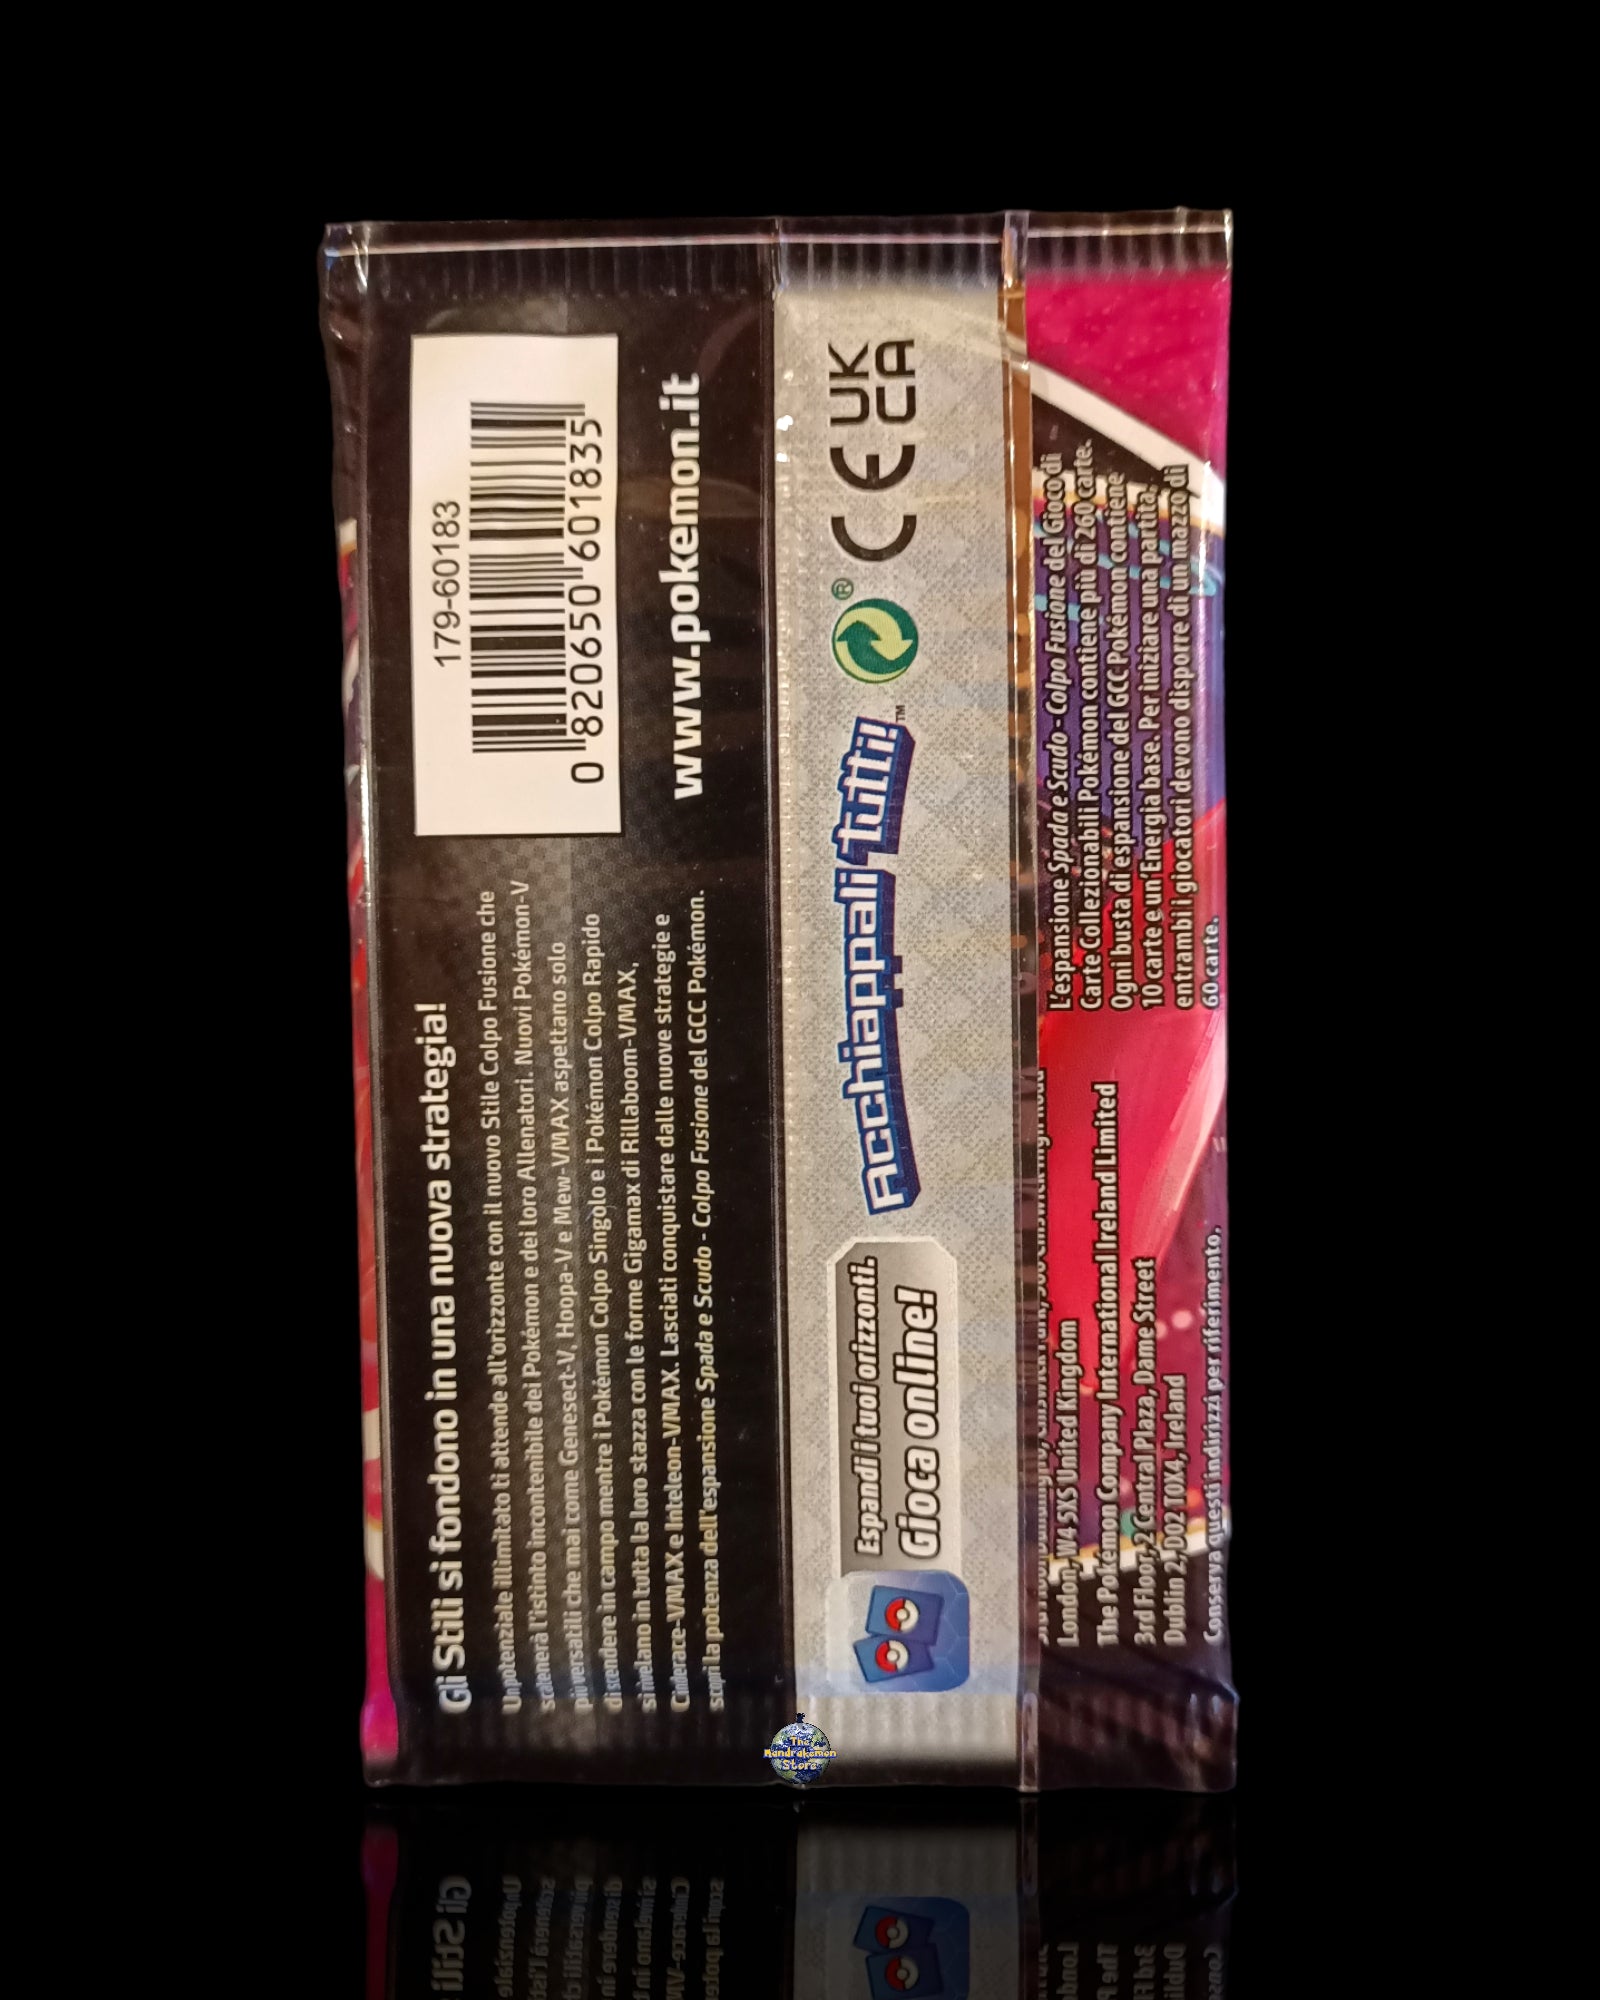 Gli Stili si fondono in una nuova strategia!
Un potenziale illimitato ti attende all'orizzonte con il nuovo Stile Colpo Fusione che
scatenerà l'istinto incontenibile dei Pokémon e dei loro Allenatori. Nuovi Pokémon-V
più versatili che mai come Genesect-V, Hoopa-V e Mew-VMAX aspettano solo
di scendere in campo mentre i Pokémon Colpo Singolo e i Pokémon Colpo Rapido
si rivelano in tutta la loro stazza con le forme Gigamax di Rillaboom-VMAX,
Cinderace-VMAX e Inteleon-VMAX. Lasciati conquistare dalle nuove strategie e
scopri la potenza dell'espansione Spada e Scudo - Colpo Fusione del GCC Pokémon.
179-60183
0 820650 601835
www.pokemon.it
Espandi i tuoi orizzonti.
Gioca online!
Acchiappali tutti!™
®
CE
UK
CA
London, W4 5XS United Kingdom
The Pokémon Company International Ireland Limited
3rd Floor, 2 Central Plaza, Dame Street
Dublin 2, D02 T0X4, Ireland
Conserva questi indirizzi per riferimento.
L'espansione Spada e Scudo - Colpo Fusione del Gioco di
Carte Collezionabili Pokémon contiene più di 260 carte.
Ogni busta di espansione del GCC Pokémon contiene
10 carte e un'Energia base. Per iniziare una partita,
entrambi i giocatori devono disporre di un mazzo di
60 carte.
The
Mandrakemon
Store